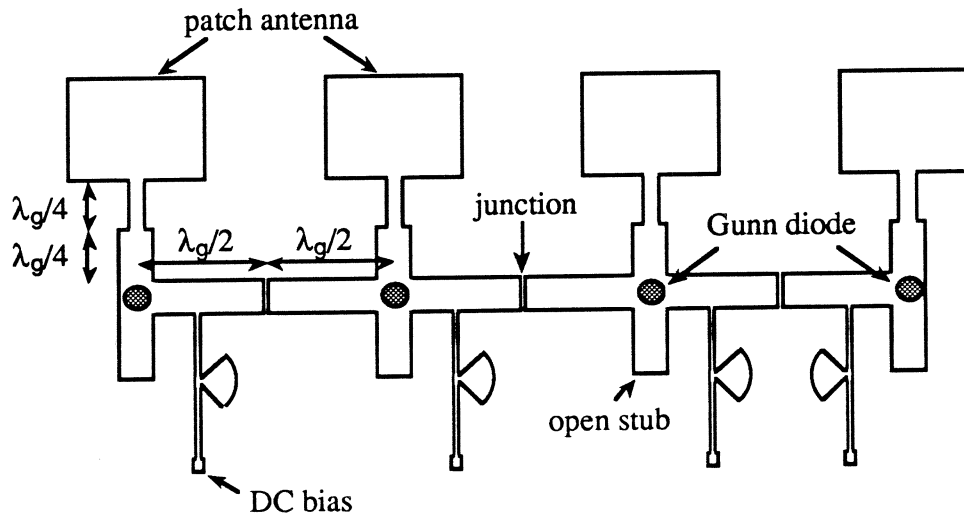 patch antenna
junction
Gunn diode
λg/4
λg/4
λg/2
λg/2
open stub
DC bias